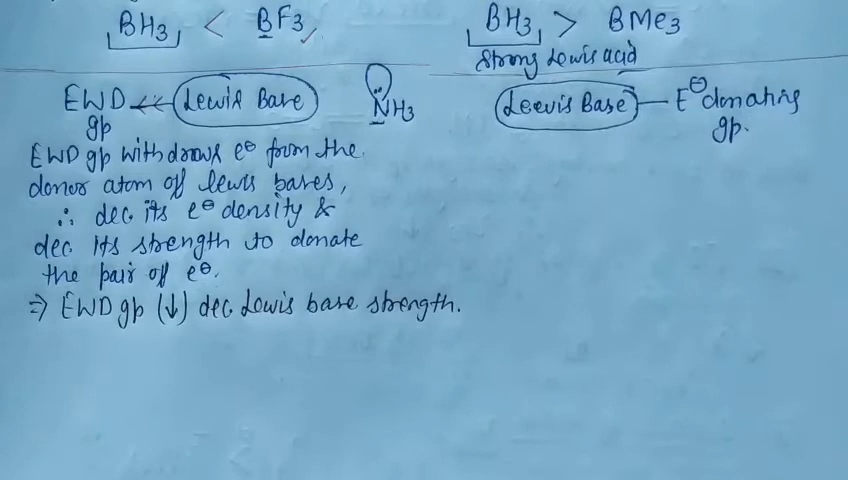 BH3 < BF3 ✓
BH3 > BMe3
Strong Lewis acid
EWD gp ← Lewis Base
NH3
Lewis Base — E⊖ donating gp.
EWD gp withdraws e⊖ from the
donor atom of lewis bases,
∴ dec. its e⊖ density &
dec. its strength to donate
the pair of e⊖.
⇒ EWD gp (↓) dec. Lewis base strength.